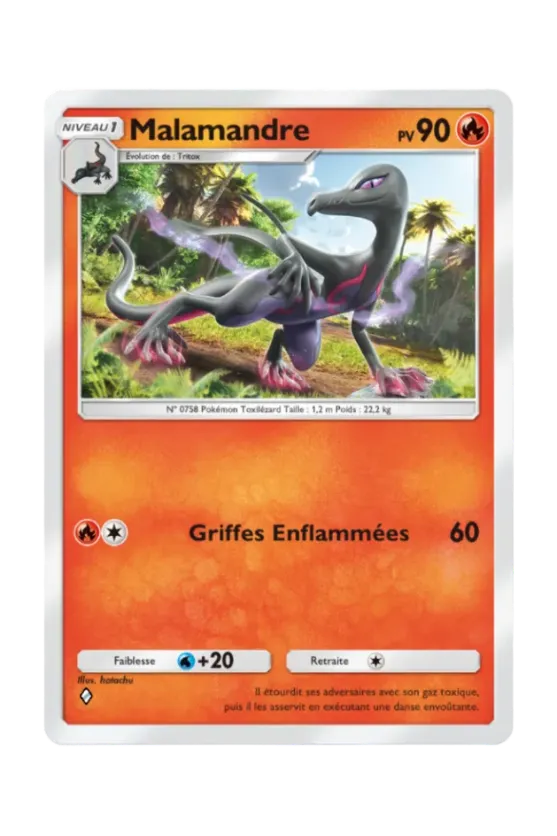 NIVEAU 1
Malamandre
PV 90
Évolution de : Tritox
N° 0758 Pokémon Toxilézard Taille : 1,2 m Poids : 22,2 kg
Griffes Enflammées 60
Faiblesse +20
Retraite
Illus. hatachu
Il étourdit ses adversaires avec son gaz toxique,
puis il les asservit en exécutant une danse envoûtante.